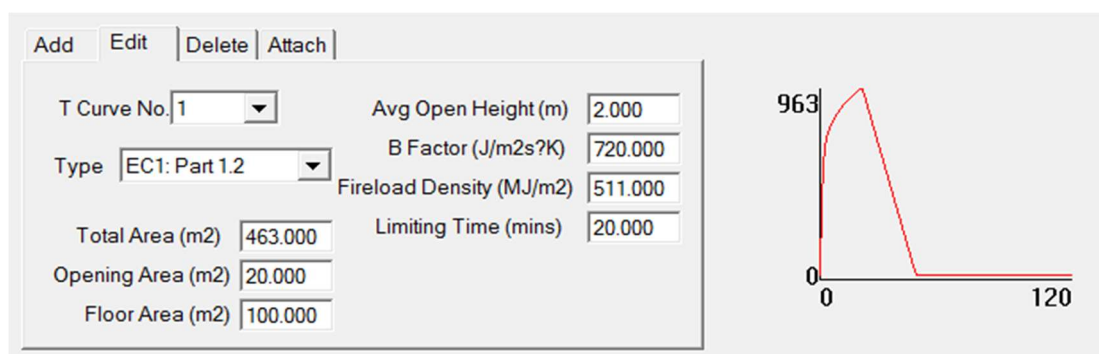 Add Edit Delete Attach
T Curve No. 1
Type EC1: Part 1.2
Total Area (m2) 463.000
Opening Area (m2) 20.000
Floor Area (m2) 100.000
Avg Open Height (m) 2.000
B Factor (J/m2s?K) 720.000
Fireload Density (MJ/m2) 511.000
Limiting Time (mins) 20.000
963
0
0 120